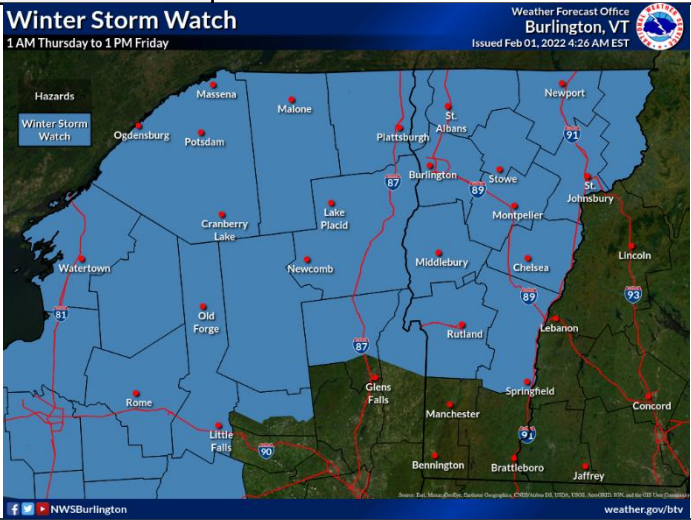 Winter Storm Watch
1 AM Thursday to 1 PM Friday
Weather Forecast Office
Burlington, VT
Issued Feb 01, 2022 4:26 AM EST
Hazards
Winter Storm
Watch
Massena
Malone
Newport
Ogdensburg
Potsdam
Plattsburgh
St.
Albans
91
Burlington
87
89
Stowe
St.
Johnsbury
Cranberry
Lake
Lake
Placid
Montpelier
Watertown
Newcomb
Middlebury
Chelsea
Lincoln
81
Old
Forge
89
93
Rutland
Lebanon
87
Rome
Glens
Falls
Springfield
Manchester
Concord
Little
Falls
90
91
Bennington
Brattleboro
Jaffrey
NWSBurlington
weather.gov/btv